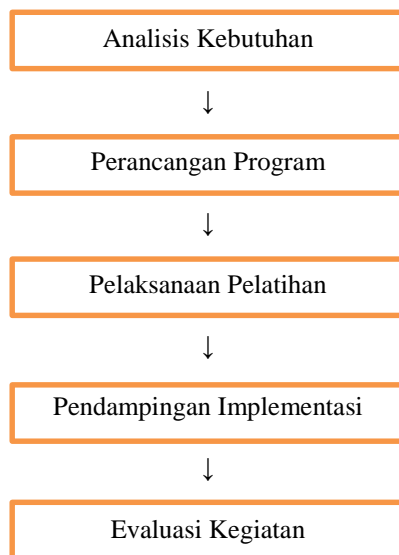 Analisis Kebutuhan
↓
Perancangan Program
↓
Pelaksanaan Pelatihan
↓
Pendampingan Implementasi
↓
Evaluasi Kegiatan